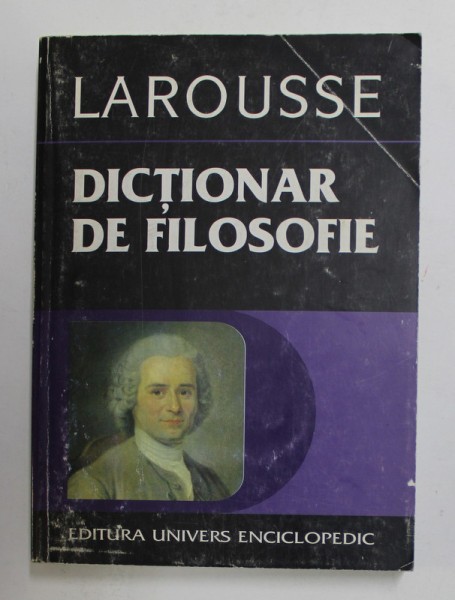 LAROUSSE
DICȚIONAR
DE FILOSOFIE
EDITURA UNIVERS ENCICLOPEDIC